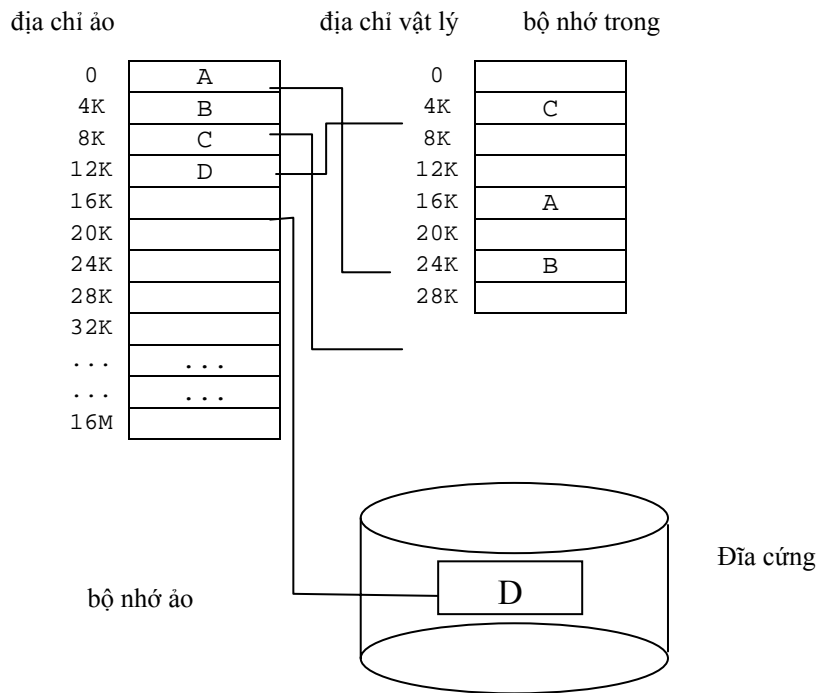 địa chỉ ảo địa chỉ vật lý bộ nhớ trong
0 A 0
4K B 4K C
8K C 8K
12K D 12K
16K 16K A
20K 20K
24K 24K B
28K 28K
32K
... ...
... ...
16M
Đĩa cứng
D
bộ nhớ ảo